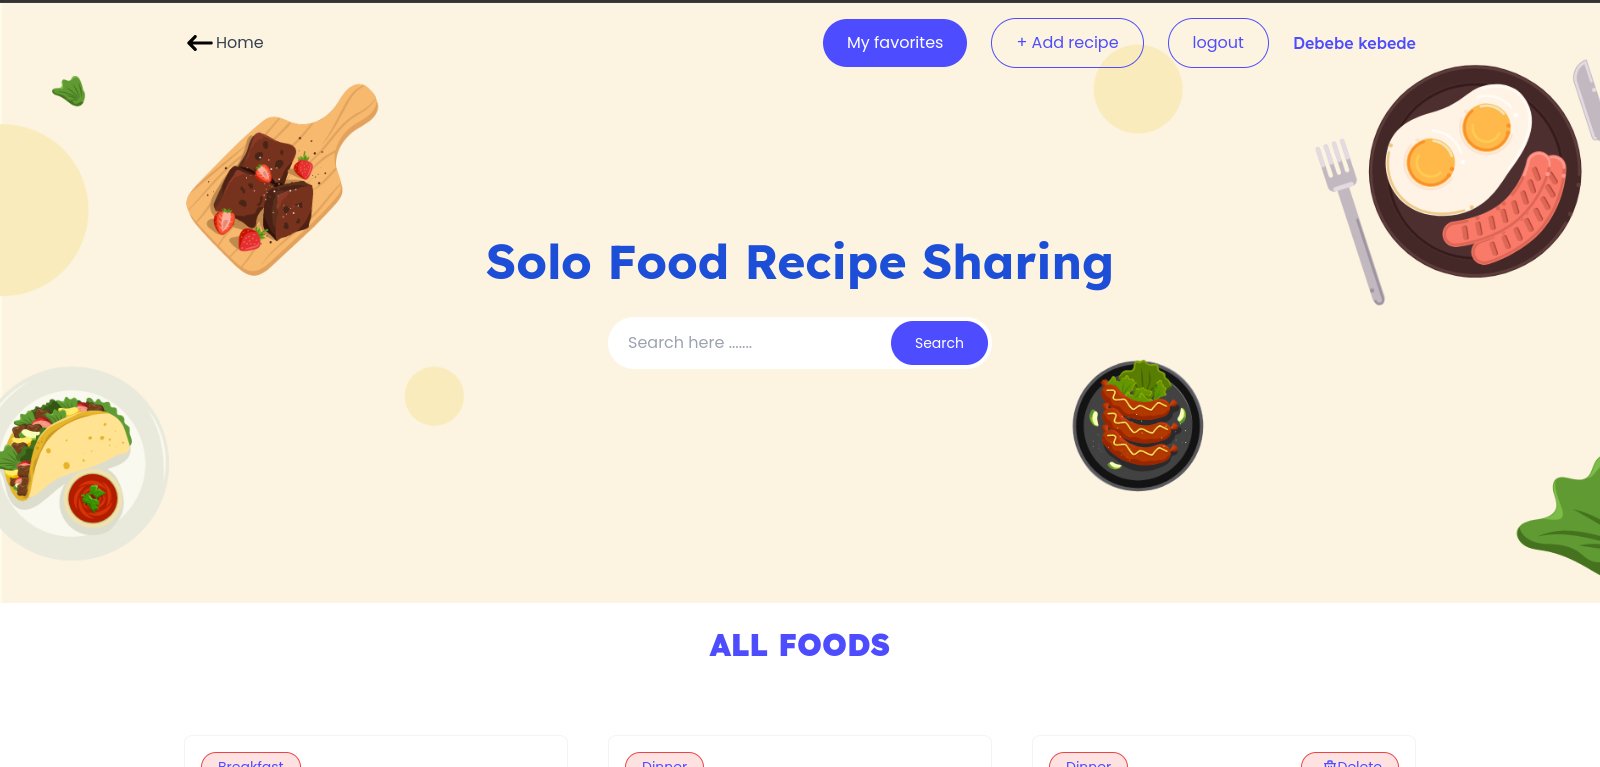 Home
My favorites
+ Add recipe
logout
Debebe kebede
Solo Food Recipe Sharing
Search here .......
Search
ALL FOODS
Breakfast
Dinner
Dinner
Delete